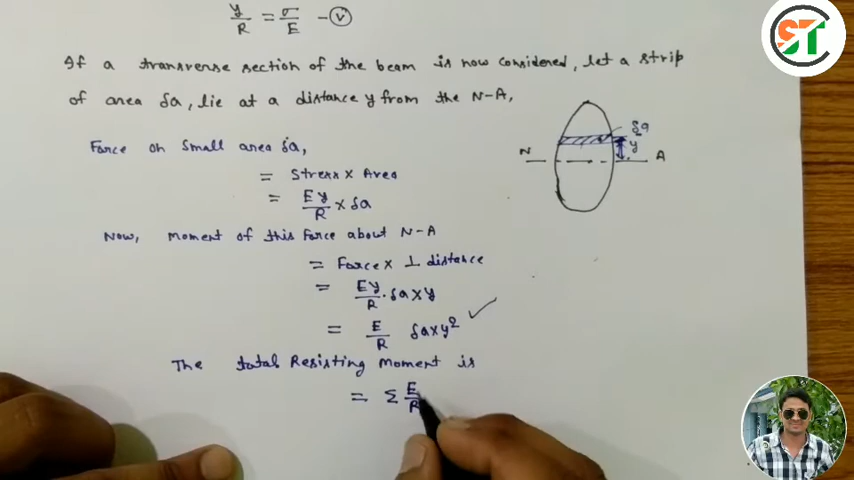 y/R = σ/E - (v)
If a transverse section of the beam is now considered, let a strip
of area δa, lie at a distance y from the N-A,
Force on small area δa,
= Stress × Area
= Ey/R × δa
Now, Moment of this Force about N-A
= Force × ⊥ distance
= Ey/R · δa × y
= E/R δa × y² ✓
The total Resisting Moment is
= Σ E/R
δa
y
N
A
ST